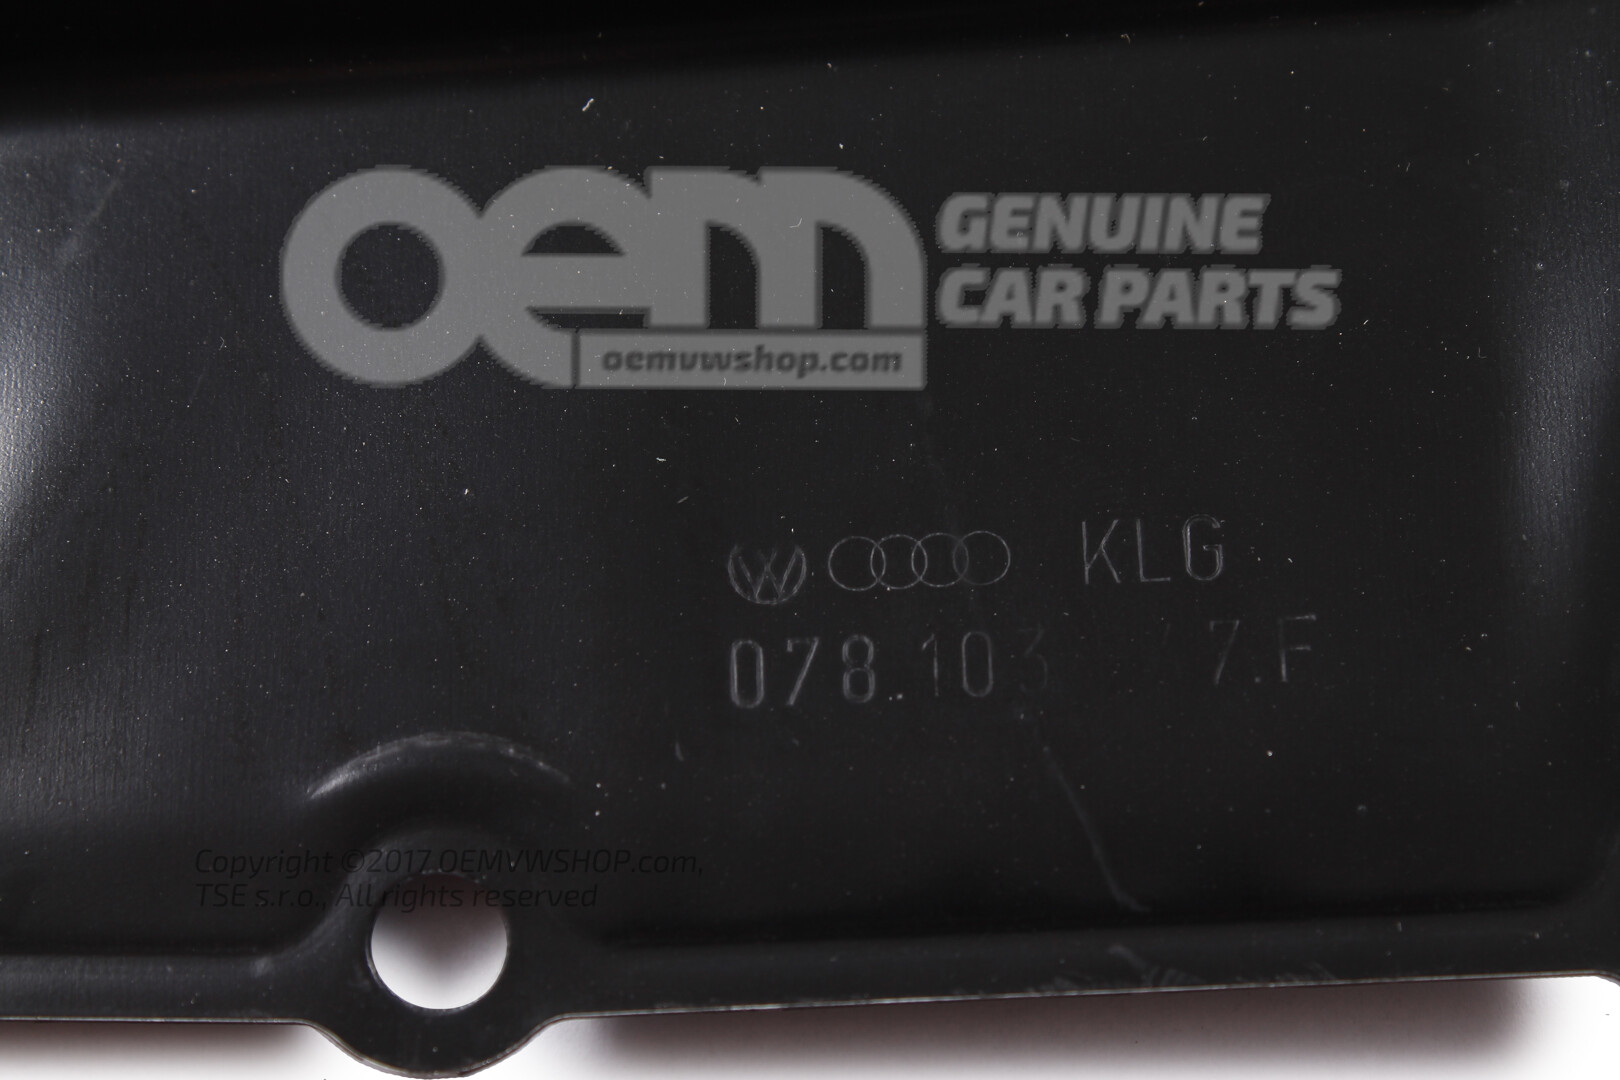 oem GENUINE
CAR PARTS
oemvwshop.com
KLG
078.103 7.F
Copyright ©2017.OEMVWSHOP.com,
TSE s.r.o., All rights reserved